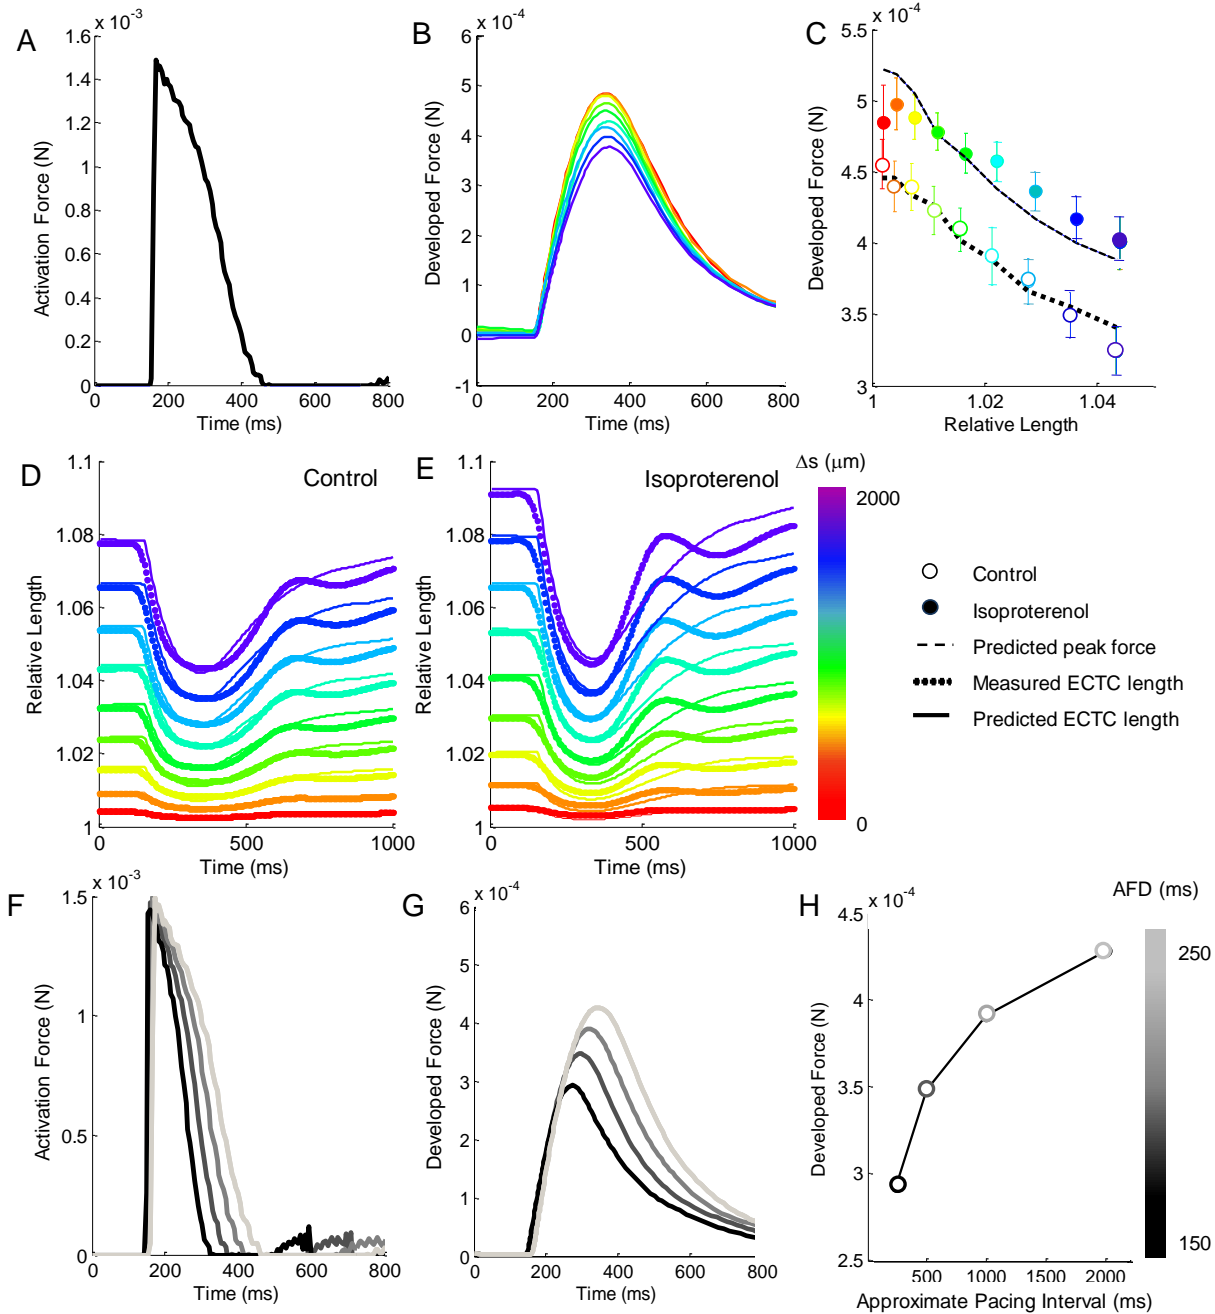 A
x 10-3
1.6
1.4
1.2
1
0.8
0.6
0.4
0.2
0
0
200
400
600
800
Activation Force (N)
Time (ms)
B
x 10-4
6
5
4
3
2
1
0
-1
0
200
400
600
800
Developed Force (N)
Time (ms)
C
x 10-4
5.5
5
4.5
4
3.5
3
1
1.02
1.04
Developed Force (N)
Relative Length
D
Control
1.1
1.08
1.06
1.04
1.02
1
0
500
1000
Relative Length
Time (ms)
E
Isoproterenol
1.1
1.08
1.06
1.04
1.02
1
0
500
1000
Relative Length
Time (ms)
Δs (μm)
2000
0
Control
Isoproterenol
Predicted peak force
Measured ECTC length
Predicted ECTC length
F
x 10-3
1.5
1
0.5
0
0
200
400
600
800
Activation Force (N)
Time (ms)
G
x 10-4
6
5
4
3
2
1
0
0
200
400
600
800
Developed Force (N)
Time (ms)
H
x 10-4
4.5
4
3.5
3
2.5
500
1000
1500
2000
Developed Force (N)
Approximate Pacing Interval (ms)
AFD (ms)
250
150